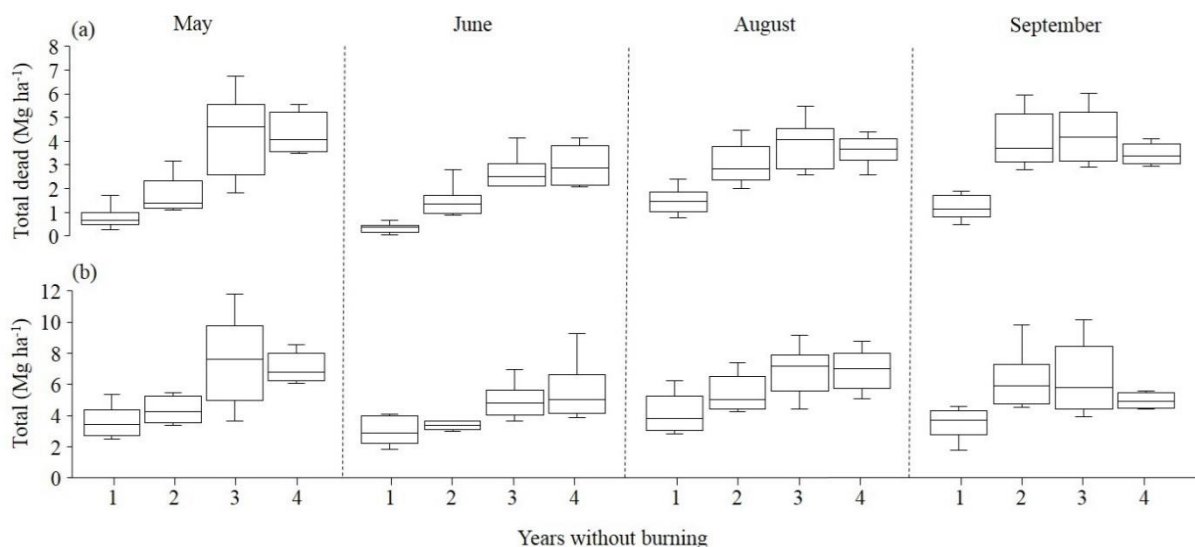 (a)
May
June
August
September
Total dead (Mg ha⁻¹)
8
7
6
5
4
3
2
1
0
(b)
Total (Mg ha⁻¹)
12
10
8
6
4
2
0
1 2 3 4 1 2 3 4 1 2 3 4 1 2 3 4
Years without burning